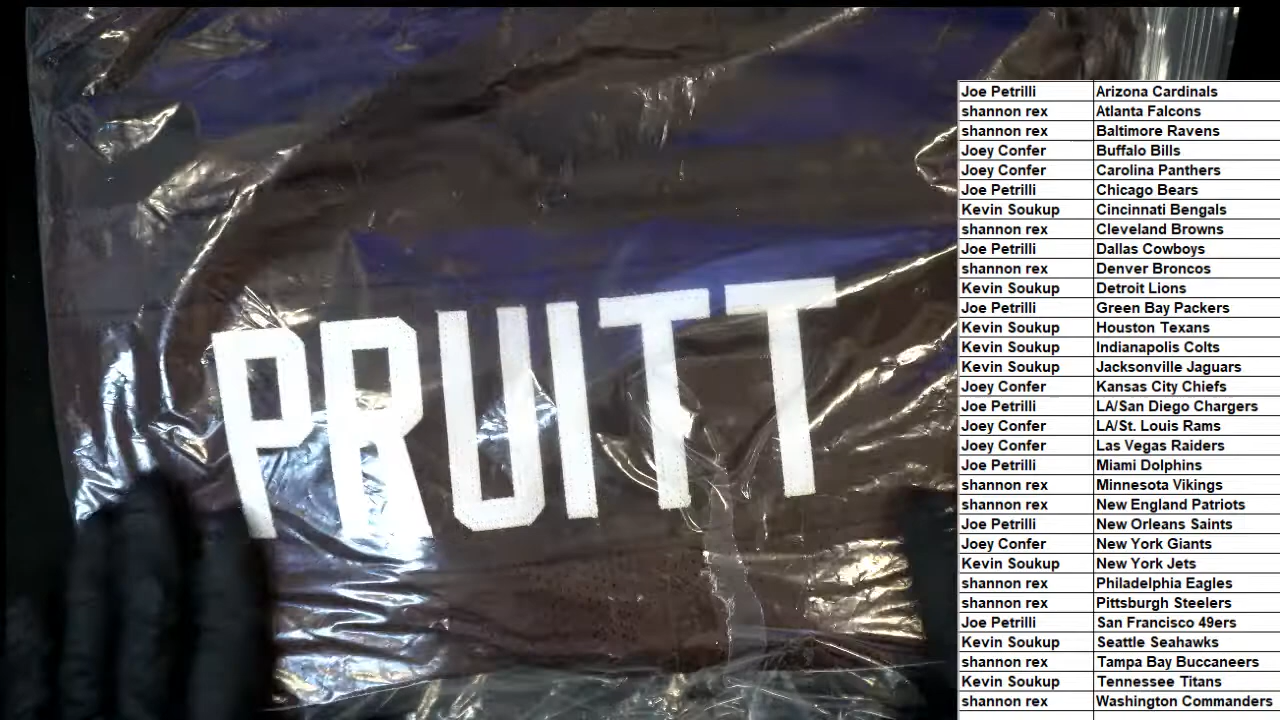 PRUITT
Joe Petrilli Arizona Cardinals
shannon rex Atlanta Falcons
shannon rex Baltimore Ravens
Joey Confer Buffalo Bills
Joey Confer Carolina Panthers
Joe Petrilli Chicago Bears
Kevin Soukup Cincinnati Bengals
shannon rex Cleveland Browns
Joe Petrilli Dallas Cowboys
shannon rex Denver Broncos
Kevin Soukup Detroit Lions
Joe Petrilli Green Bay Packers
Kevin Soukup Houston Texans
Kevin Soukup Indianapolis Colts
Kevin Soukup Jacksonville Jaguars
Joey Confer Kansas City Chiefs
Joe Petrilli LA/San Diego Chargers
Joey Confer LA/St. Louis Rams
Joey Confer Las Vegas Raiders
Joe Petrilli Miami Dolphins
shannon rex Minnesota Vikings
shannon rex New England Patriots
Joe Petrilli New Orleans Saints
Joey Confer New York Giants
Kevin Soukup New York Jets
shannon rex Philadelphia Eagles
shannon rex Pittsburgh Steelers
Joe Petrilli San Francisco 49ers
Kevin Soukup Seattle Seahawks
shannon rex Tampa Bay Buccaneers
Kevin Soukup Tennessee Titans
shannon rex Washington Commanders